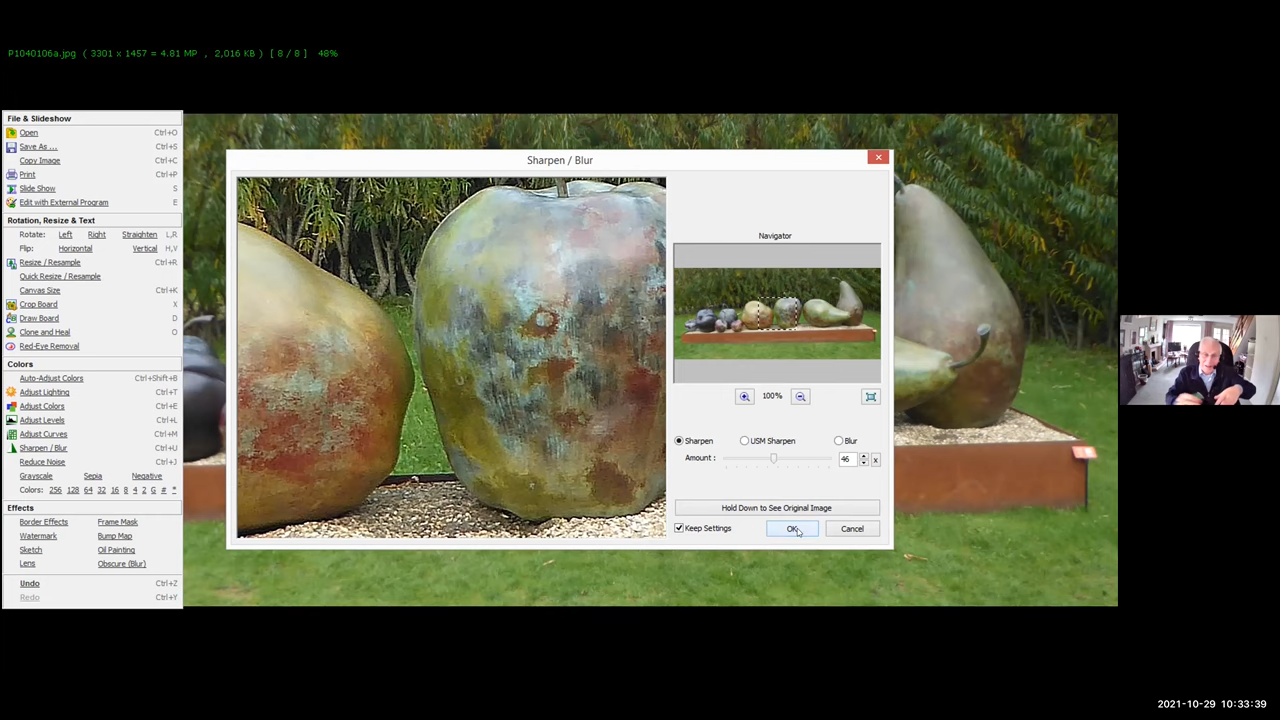 P1040106a.jpg ( 3301 x 1457 = 4.81 MP , 2,016 KB ) [ 8 / 8 ] 48%
File & Slideshow
Open Ctrl+O
Save As ... Ctrl+S
Copy Image Ctrl+C
Print Ctrl+P
Slide Show S
Edit with External Program E
Rotation, Resize & Text
Rotate: Left Right Straighten L,R
Flip: Horizontal Vertical H,V
Resize / Resample Ctrl+R
Quick Resize / Resample
Canvas Size Ctrl+K
Crop Board X
Draw Board D
Clone and Heal O
Red-Eye Removal
Colors
Auto-Adjust Colors Ctrl+Shift+B
Adjust Lighting Ctrl+T
Adjust Colors Ctrl+E
Adjust Levels Ctrl+L
Adjust Curves Ctrl+M
Sharpen / Blur Ctrl+U
Reduce Noise Ctrl+J
Grayscale Sepia Negative
Colors: 256 128 64 32 16 8 4 2 G # *
Effects
Border Effects Frame Mask
Watermark Bump Map
Sketch Oil Painting
Lens Obscure (Blur)
Undo Ctrl+Z
Redo Ctrl+Y
Sharpen / Blur
Navigator
100%
Sharpen USM Sharpen Blur
Amount : 46 x
Hold Down to See Original Image
Keep Settings OK Cancel
2021-10-29 10:33:39